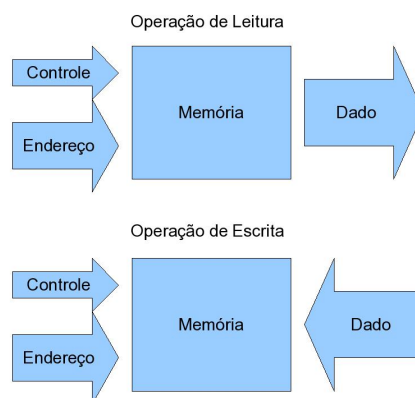 Operação de Leitura
Controle
Memória
Dado
Endereço
Operação de Escrita
Controle
Memória
Dado
Endereço